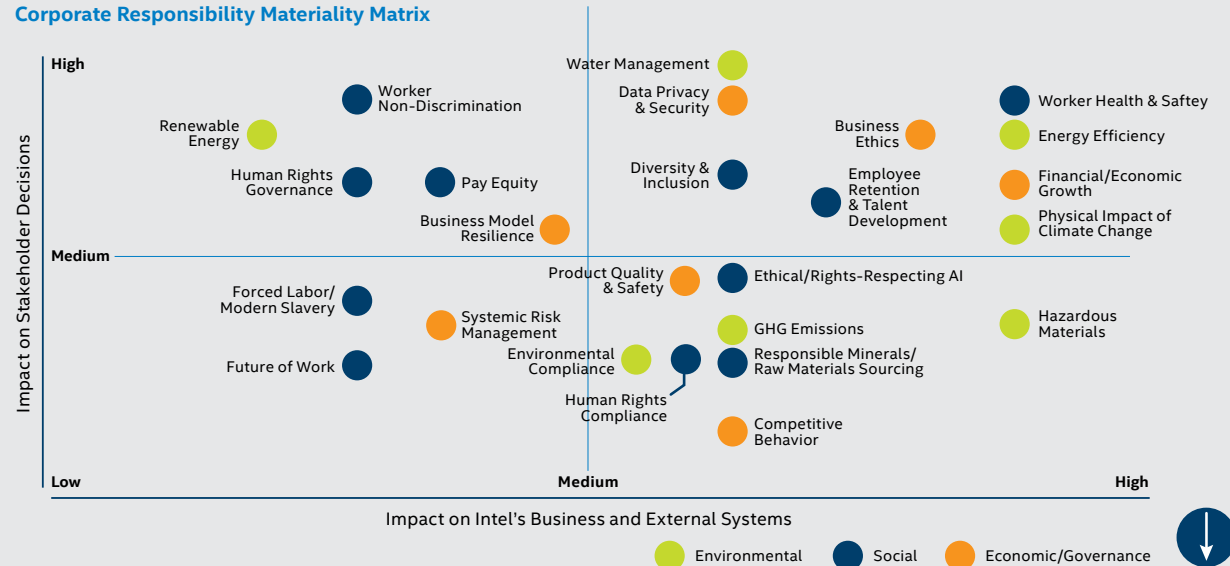 Corporate Responsibility Materiality Matrix
High
Water Management
Worker
Non-Discrimination
Data Privacy
& Security
Worker Health & Saftey
Renewable
Energy
Business
Ethics
Energy Efficiency
Human Rights
Governance
Pay Equity
Diversity &
Inclusion
Employee
Retention
& Talent
Development
Financial/Economic
Growth
Business Model
Resilience
Physical Impact of
Climate Change
Medium
Product Quality
& Safety
Ethical/Rights-Respecting AI
Forced Labor/
Modern Slavery
Systemic Risk
Management
GHG Emissions
Hazardous
Materials
Future of Work
Environmental
Compliance
Responsible Minerals/
Raw Materials Sourcing
Human Rights
Compliance
Competitive
Behavior
Impact on Stakeholder Decisions
Low
Medium
High
Impact on Intel's Business and External Systems
Environmental
Social
Economic/Governance